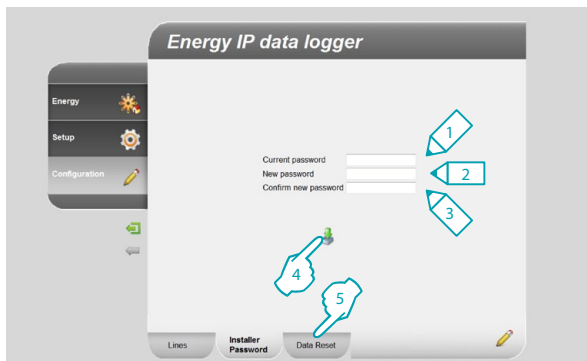 Energy IP data logger
Energy
Setup
Configuration
Current password
New password
Confirm new password
1
2
3
4
5
Lines
Installer
Password
Data Reset